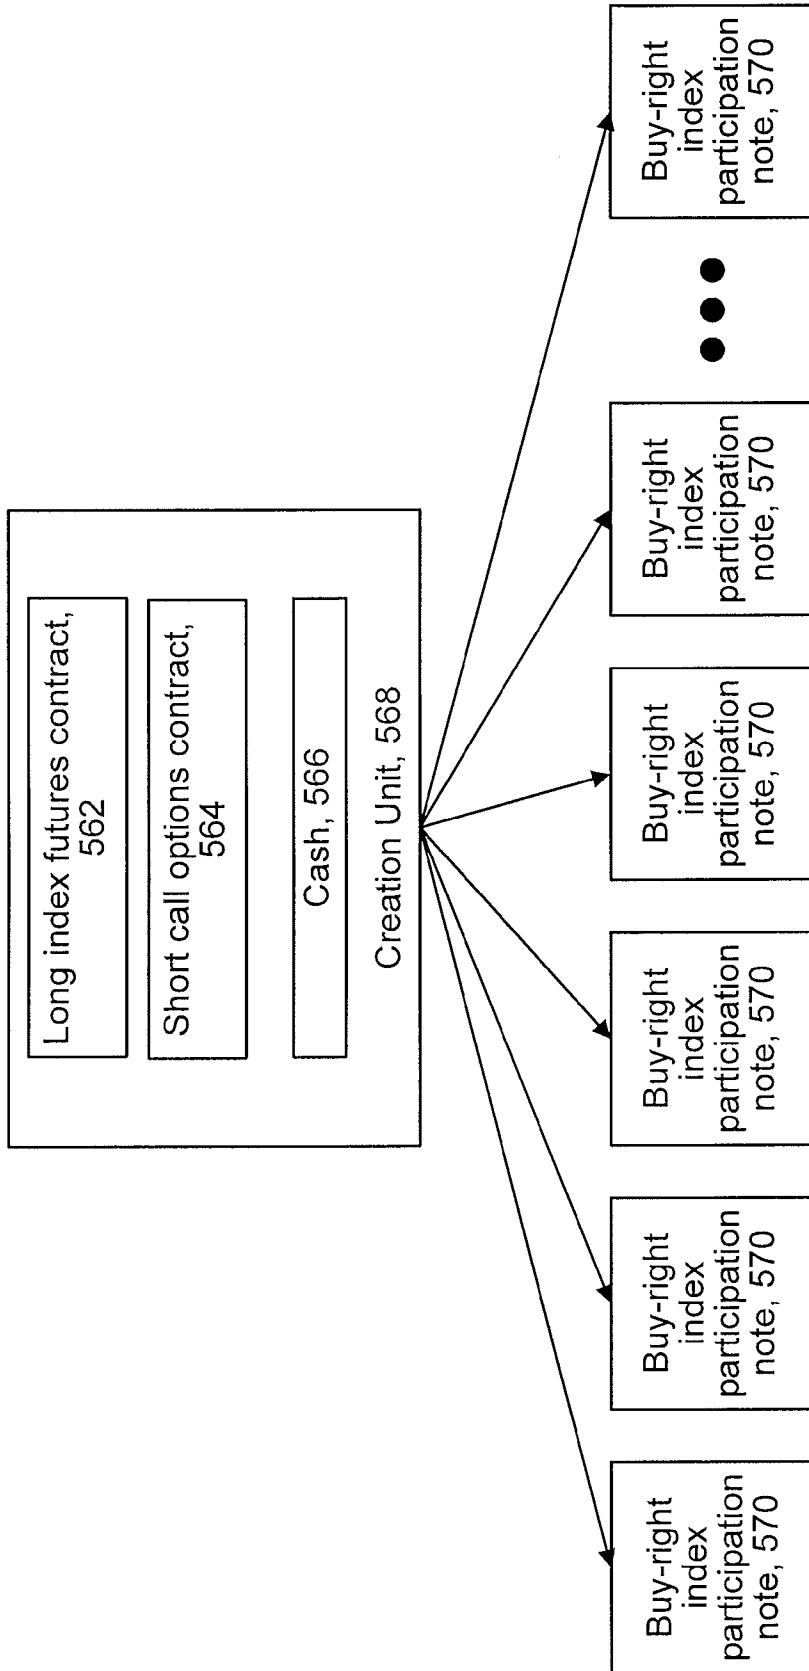 Long index futures contract,
562
Short call options contract,
564
Cash, 566
Creation Unit, 568
Buy-right
index
participation
note, 570
Buy-right
index
participation
note, 570
Buy-right
index
participation
note, 570
Buy-right
index
participation
note, 570
Buy-right
index
participation
note, 570
Buy-right
index
participation
note, 570